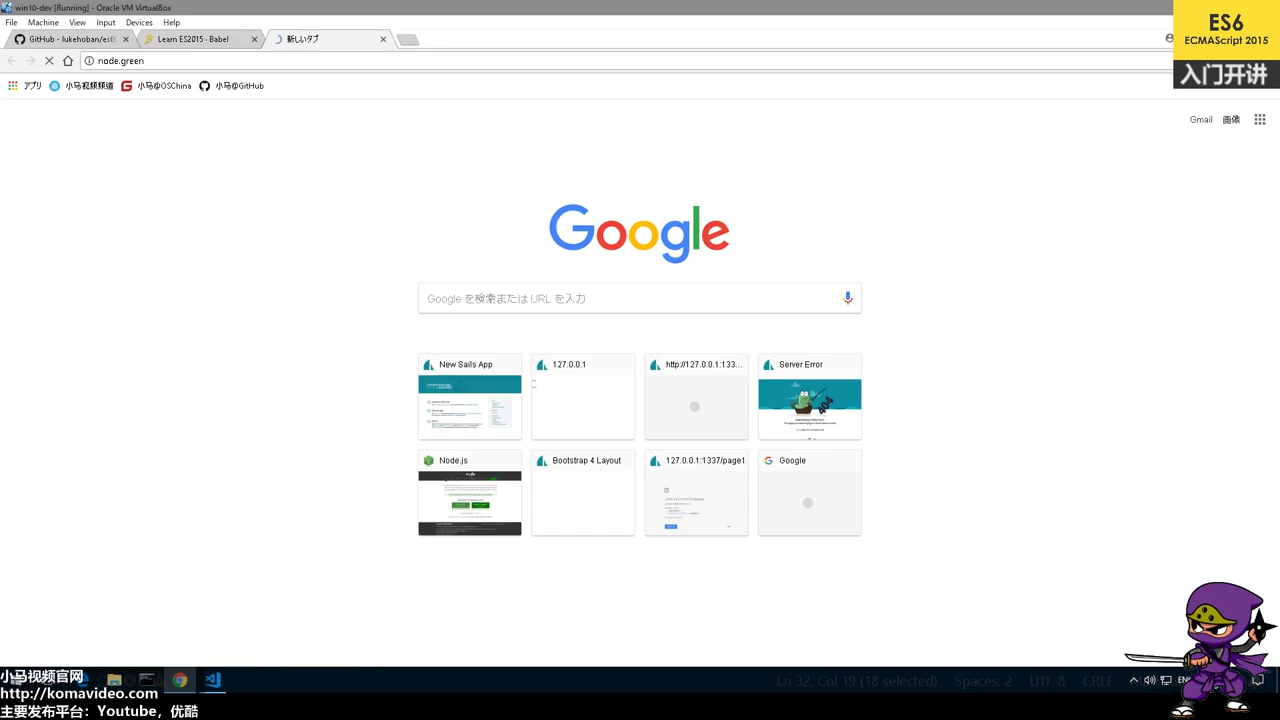 win10-dev [Running] - Oracle VM VirtualBox
File Machine View Input Devices Help
GitHub - lukehoban/es6f
Learn ES2015 · Babel
新しいタブ
node.green
アプリ 小马视频频道 小马@OSChina 小马@GitHub
ES6
ECMAScript 2015
入门开讲
Gmail 画像
Google
Google を検索または URL を入力
New Sails App
127.0.0.1
http://127.0.0.1:133...
Server Error
404
Node.js
Bootstrap 4 Layout
127.0.0.1:1337/page1
Google
小马视频官网
http://komavideo.com
主要发布平台：Youtube，优酷
Ln 32, Col 19 (18 selected) Spaces: 2 UTF-8 CRLF